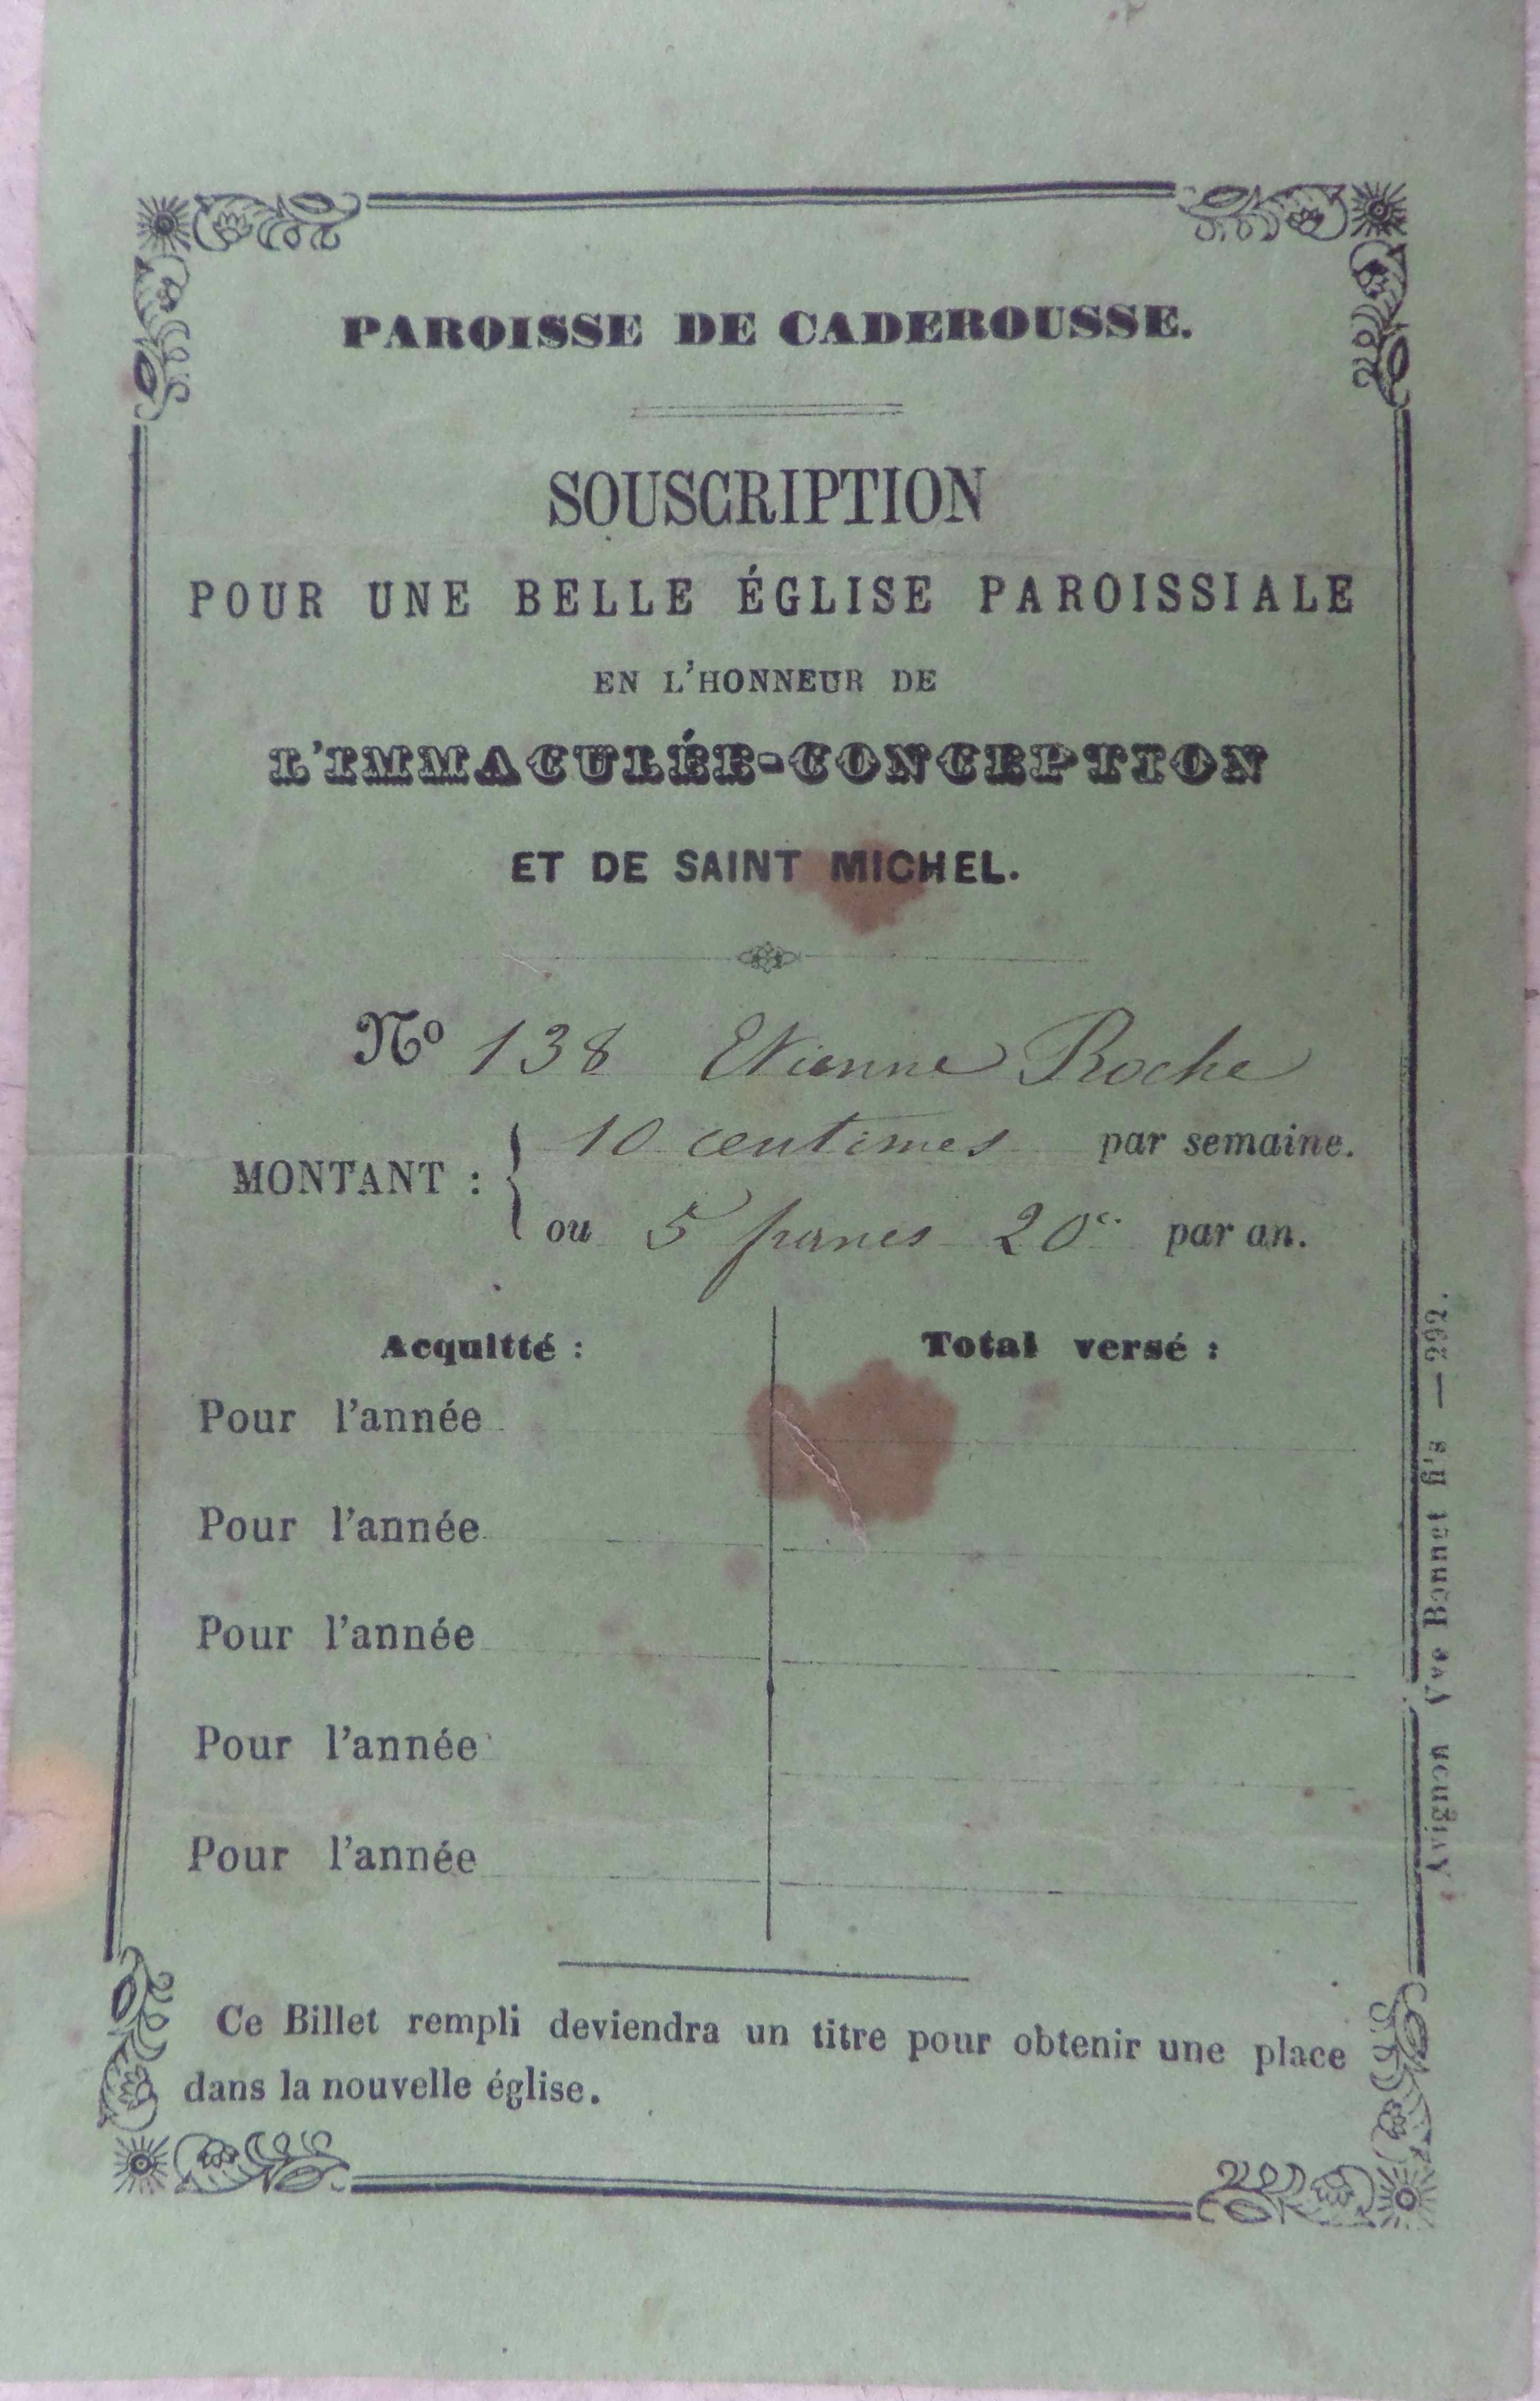 PAROISSE DE CADEROUSSE.
SOUSCRIPTION
POUR UNE BELLE ÉGLISE PAROISSIALE
EN L'HONNEUR DE
L'IMMACULÉE-CONCEPTION
ET DE SAINT MICHEL.
No 138 Etienne Roche
MONTANT :
10 centimes par semaine.
ou 5 francs 20c. par an.
Acquitté : Total versé :
Pour l'année
Pour l'année
Pour l'année
Pour l'année
Pour l'année
Ce Billet rempli deviendra un titre pour obtenir une place
dans la nouvelle église.
Avignon Ve Bonnet fils — 292.